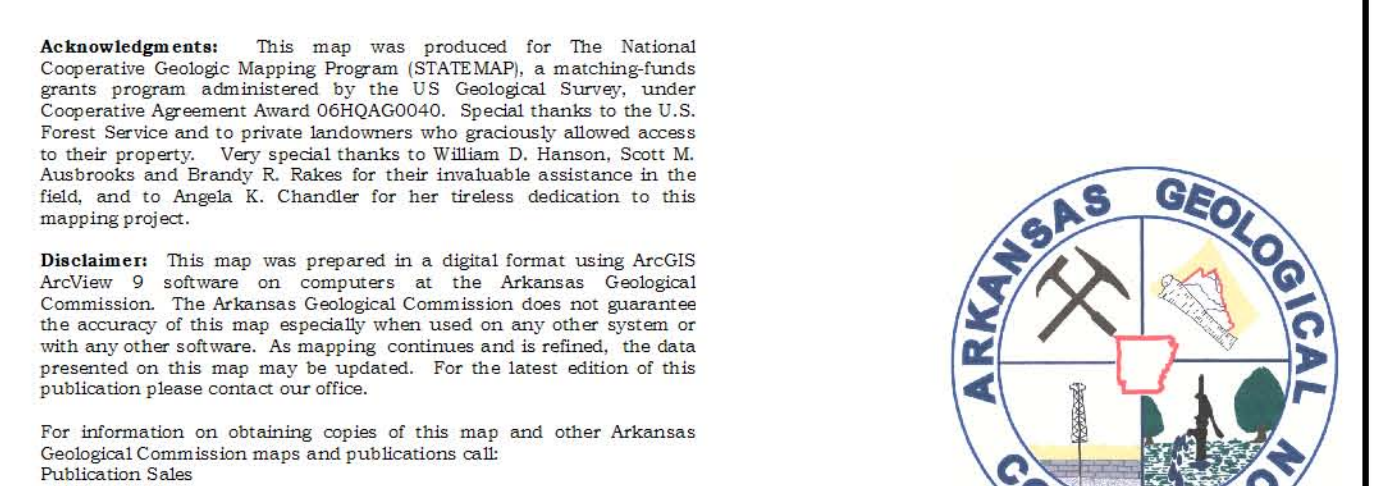 Acknowledgments: This map was produced for The National
Cooperative Geologic Mapping Program (STATEMAP), a matching-funds
grants program administered by the US Geological Survey, under
Cooperative Agreement Award 06HQAG0040. Special thanks to the U.S.
Forest Service and to private landowners who graciously allowed access
to their property. Very special thanks to William D. Hanson, Scott M.
Ausbrooks and Brandy R. Rakes for their invaluable assistance in the
field, and to Angela K. Chandler for her tireless dedication to this
mapping project.
Disclaimer: This map was prepared in a digital format using ArcGIS
ArcView 9 software on computers at the Arkansas Geological
Commission. The Arkansas Geological Commission does not guarantee
the accuracy of this map especially when used on any other system or
with any other software. As mapping continues and is refined, the data
presented on this map may be updated. For the latest edition of this
publication please contact our office.
For information on obtaining copies of this map and other Arkansas
Geological Commission maps and publications call:
Publication Sales
ARKANSAS GEOLOGICAL